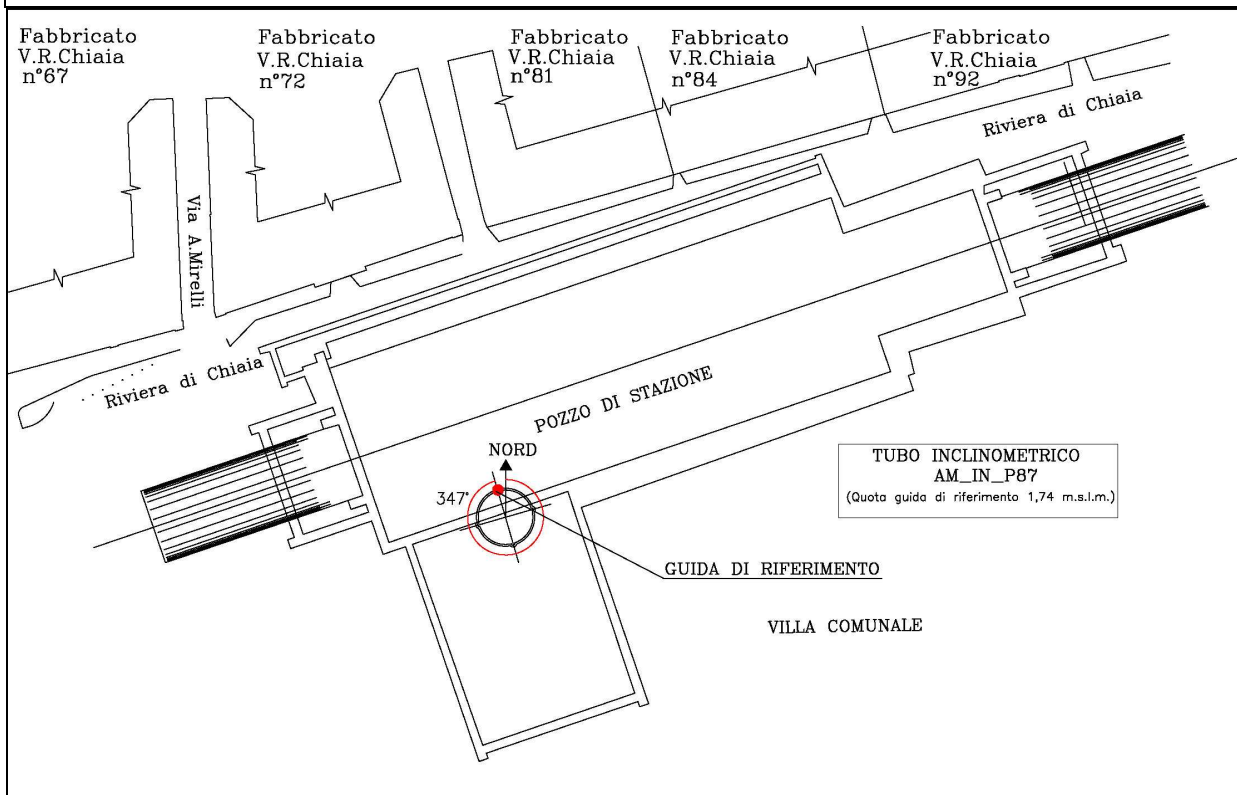 Fabbricato
V.R.Chiaia
n°67
Fabbricato
V.R.Chiaia
n°72
Fabbricato
V.R.Chiaia
n°81
Fabbricato
V.R.Chiaia
n°84
Fabbricato
V.R.Chiaia
n°92
Riviera di Chiaia
Via A.Mirelli
Riviera di Chiaia
POZZO DI STAZIONE
NORD
347°
TUBO INCLINOMETRICO
AM_IN_P87
(Quota guida di riferimento 1,74 m.s.l.m.)
GUIDA DI RIFERIMENTO
VILLA COMUNALE